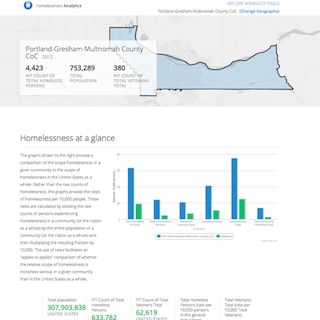 Homelessness Analytics
EXPLORE ADVANCED TOOLS
Portland-Gresham-Multnomah County CoC (Change Geography)
Portland-Gresham-Multnomah County
CoC 2012
4,423 753,289 380
PIT COUNT OF TOTAL POPULATION PIT COUNT OF
TOTAL HOMELESS TOTAL VETERANS-
PERSONS TOTAL
Homelessness at a glance
The graphs shown to the right provide a
comparison of the scope homelessness in a
given community to the scope of
homelessness in the United States as a
whole. Rather than the raw counts of
homelessness, the graphs provide the rates
of homelessness per 10,000 people. These
rates are calculated by dividing the raw
counts of persons experiencing
homelessness in a community (or the nation
as a whole) by the entire population of a
community (or the nation as a whole) and
then multiplying the resulting fraction by
10,000. The use of rates facilitates an
"apples to apples" comparison of whether
the relative scope of homelessness is
more/less serious in a given community
than in the United States as a whole.
Total population
307,903,838
UNITED STATES
PIT Count of Total
Homeless Persons
633,782
PIT Count of Total
Veterans-Total
62,619
UNITED STATES
Total Homeless
Persons (rate per
10,000 persons
in the general
Total Veterans-
Total (rate per
10,000 Veterans
in the